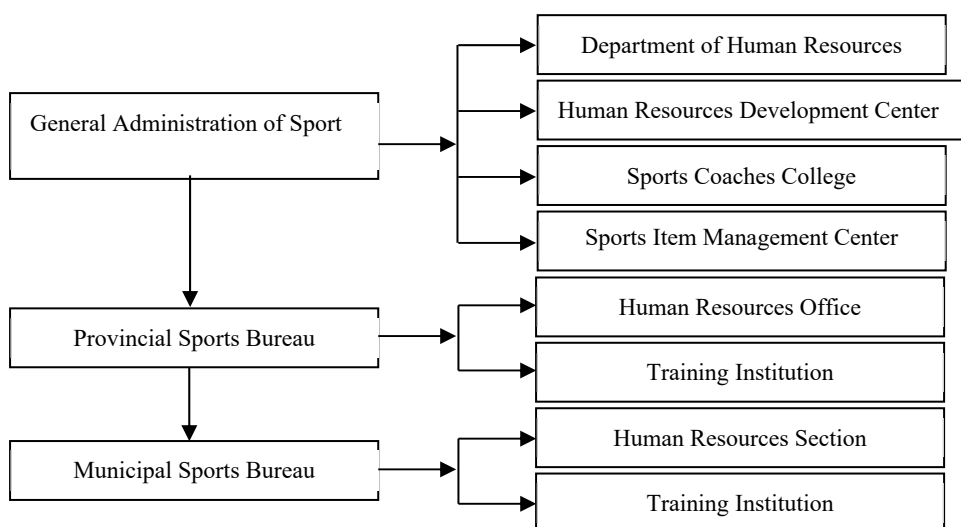 Department of Human Resources
General Administration of Sport
Human Resources Development Center
Sports Coaches College
Sports Item Management Center
Provincial Sports Bureau
Human Resources Office
Training Institution
Municipal Sports Bureau
Human Resources Section
Training Institution